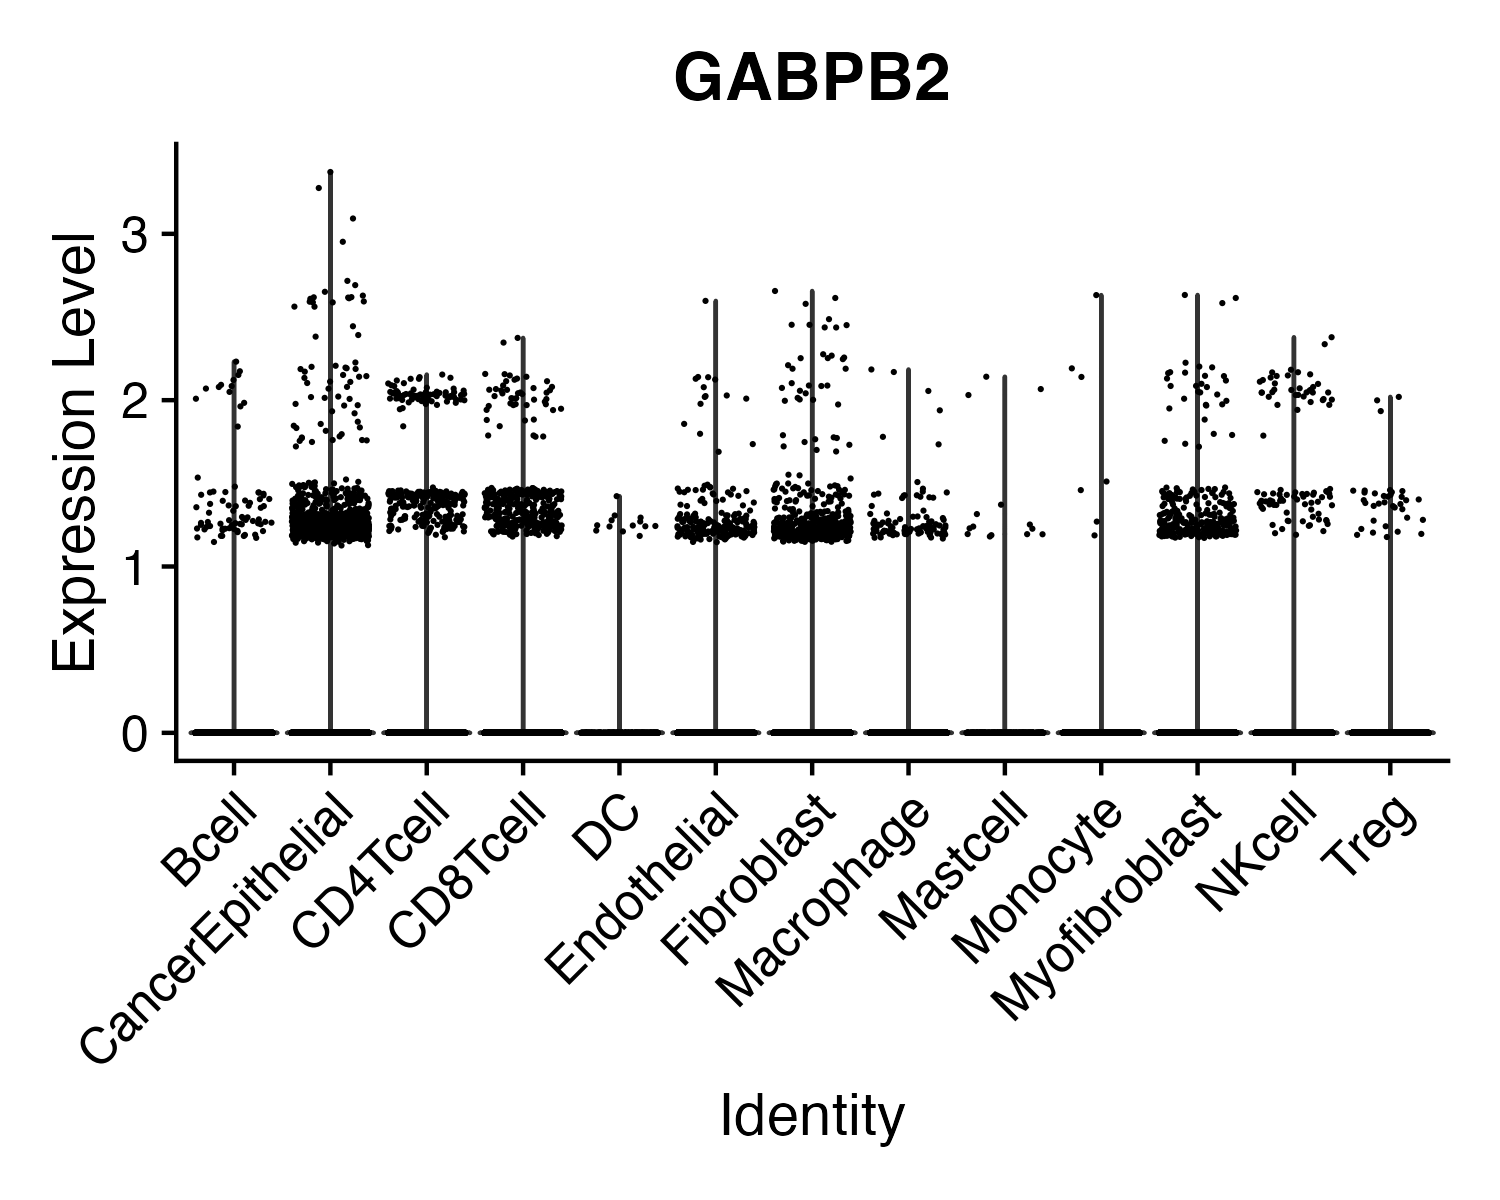 GABPB2
Expression Level
3
2
1
0
Bcell
CancerEpithelial
CD4Tcell
CD8Tcell
DC
Endothelial
Fibroblast
Macrophage
Mastcell
Monocyte
Myofibroblast
NKcell
Treg
Identity